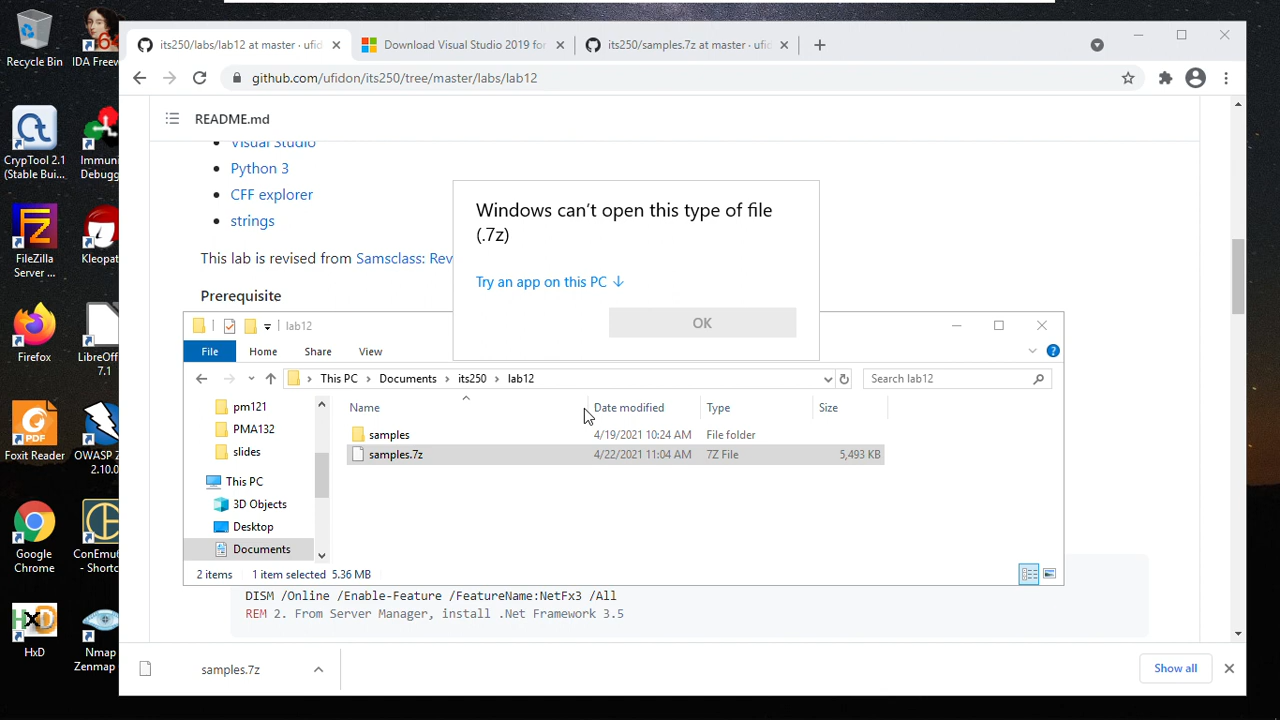 Recycle Bin
IDA Freew
CrypTool 2.1
(Stable Bui...
Immuni
Debugg
FileZilla
Server ...
Kleopat
Firefox
LibreOff
7.1
Foxit Reader
OWASP Z
2.10.0
Google
Chrome
ConEmu6
- Shortc
HxD
Nmap
Zenmap
its250/labs/lab12 at master · ufid
Download Visual Studio 2019 for
its250/samples.7z at master · ufid
github.com/ufidon/its250/tree/master/labs/lab12
README.md
Visual Studio
Python 3
CFF explorer
strings
This lab is revised from Samsclass: Rev
Prerequisite
Windows can't open this type of file
(.7z)
Try an app on this PC ↓
OK
lab12
File Home Share View
This PC > Documents > its250 > lab12
Search lab12
pm121
PMA132
slides
This PC
3D Objects
Desktop
Documents
Name Date modified Type Size
samples 4/19/2021 10:24 AM File folder
samples.7z 4/22/2021 11:04 AM 7Z File 5,493 KB
2 items 1 item selected 5.36 MB
DISM /Online /Enable-Feature /FeatureName:NetFx3 /All
REM 2. From Server Manager, install .Net Framework 3.5
samples.7z
Show all